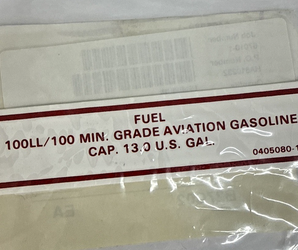 FUEL
100LL/100 MIN. GRADE AVIATION GASOLINE
CAP. 13.0 U.S. GAL.
0405080-1